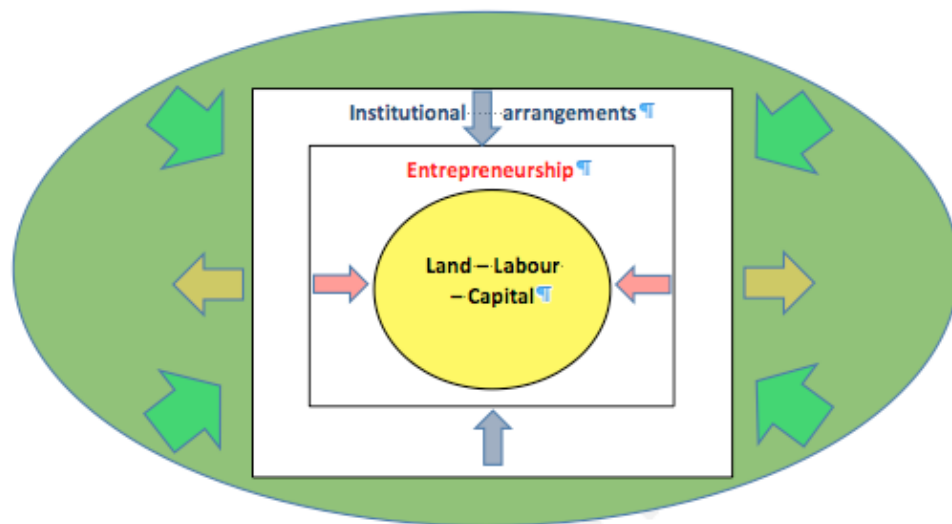 Institutional arrangements¶
Entrepreneurship¶
Land – Labour
– Capital¶